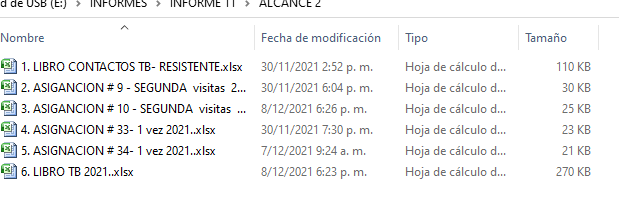 d de USB (E:) > INFORMES > INFORME 11 > ALCANCE 2
Nombre Fecha de modificación Tipo Tamaño
1. LIBRO CONTACTOS TB- RESISTENTE.xlsx 30/11/2021 2:52 p. m. Hoja de cálculo d... 110 KB
2. ASIGANCION # 9 - SEGUNDA visitas 2... 30/11/2021 6:04 p. m. Hoja de cálculo d... 30 KB
3. ASIGANCION # 10 - SEGUNDA visitas ... 8/12/2021 6:26 p. m. Hoja de cálculo d... 25 KB
4. ASIGNACION # 33- 1 vez 2021..xlsx 30/11/2021 7:30 p. m. Hoja de cálculo d... 23 KB
5. ASIGNACION # 34- 1 vez 2021..xlsx 7/12/2021 9:24 a. m. Hoja de cálculo d... 21 KB
6. LIBRO TB 2021..xlsx 8/12/2021 6:23 p. m. Hoja de cálculo d... 270 KB